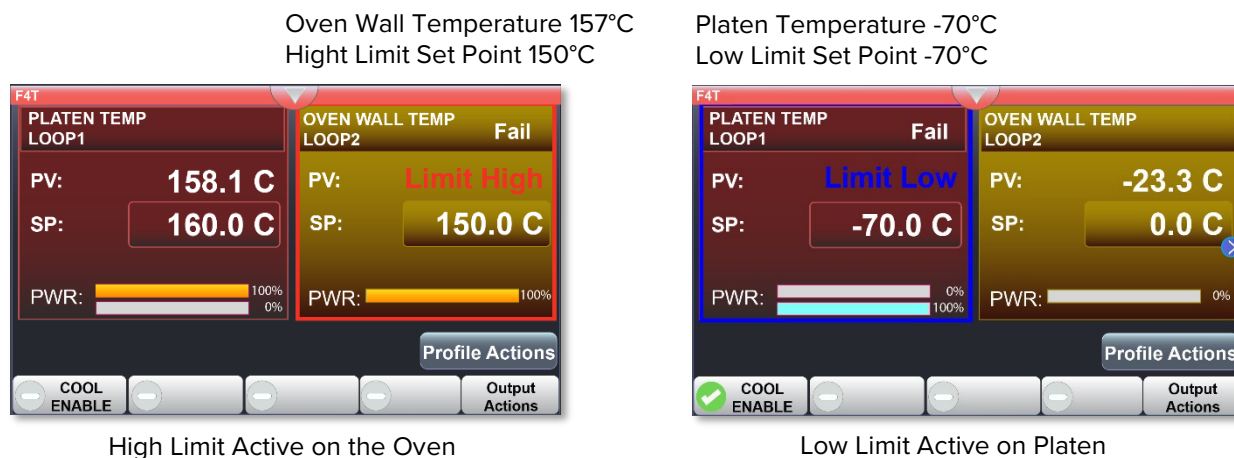 Oven Wall Temperature 157°C
Hight Limit Set Point 150°C
Platen Temperature -70°C
Low Limit Set Point -70°C
F4T
PLATEN TEMP
LOOP1
PV: 158.1 C
SP: 160.0 C
PWR: 100%
0%
OVEN WALL TEMP
LOOP2 Fail
PV: Limit High
SP: 150.0 C
PWR: 100%
Profile Actions
COOL
ENABLE
Output
Actions
High Limit Active on the Oven
F4T
PLATEN TEMP
LOOP1 Fail
PV: Limit Low
SP: -70.0 C
PWR: 0%
100%
OVEN WALL TEMP
LOOP2
PV: -23.3 C
SP: 0.0 C
PWR: 0%
Profile Actions
COOL
ENABLE
Output
Actions
Low Limit Active on Platen